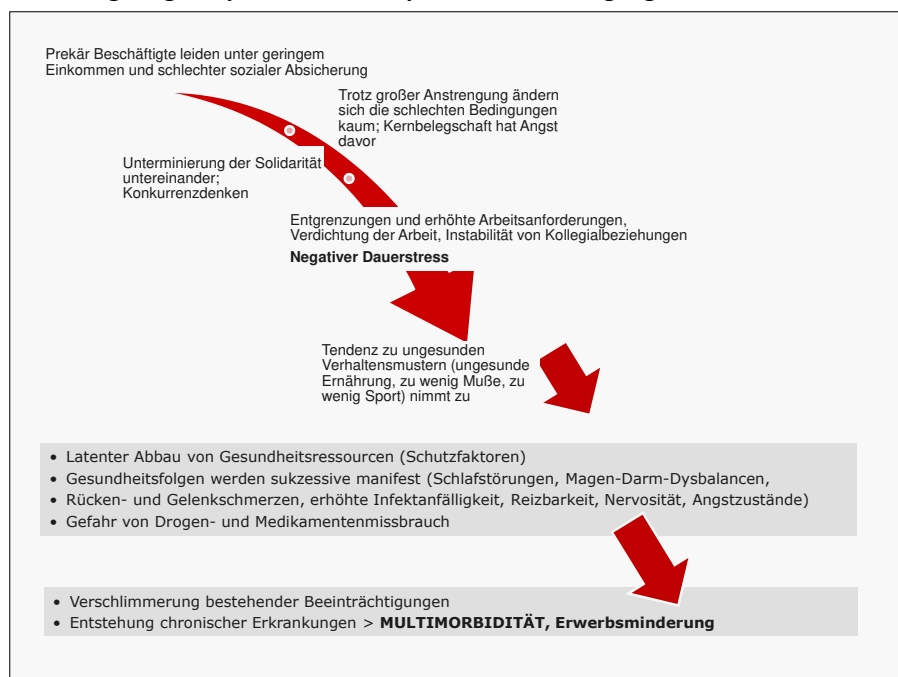 Prekär Beschäftigte leiden unter geringem
Einkommen und schlechter sozialer Absicherung
Trotz großer Anstrengung ändern
sich die schlechten Bedingungen
kaum; Kernbelegschaft hat Angst
davor
Unterminierung der Solidarität
untereinander;
Konkurrenzdenken
Entgrenzungen und erhöhte Arbeitsanforderungen,
Verdichtung der Arbeit, Instabilität von Kollegialbeziehungen
Negativer Dauerstress
Tendenz zu ungesunden
Verhaltensmustern (ungesunde
Ernährung, zu wenig Muße, zu
wenig Sport) nimmt zu
• Latenter Abbau von Gesundheitsressourcen (Schutzfaktoren)
• Gesundheitsfolgen werden sukzessive manifest (Schlafstörungen, Magen-Darm-Dysbalancen,
• Rücken- und Gelenkschmerzen, erhöhte Infektanfälligkeit, Reizbarkeit, Nervosität, Angstzustände)
• Gefahr von Drogen- und Medikamentenmissbrauch
• Verschlimmerung bestehender Beeinträchtigungen
• Entstehung chronischer Erkrankungen > MULTIMORBIDITÄT, Erwerbsminderung